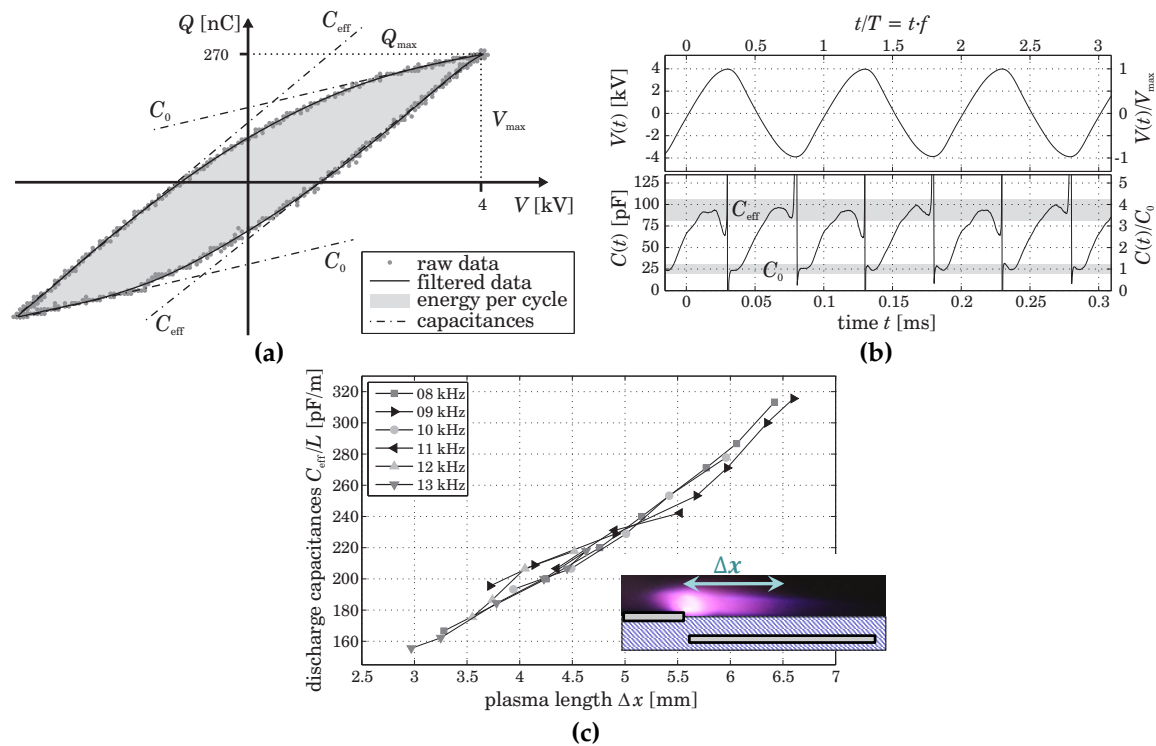 Q [nC]
C_eff
Q_max
270
C_0
V_max
4
V [kV]
C_0
C_eff
raw data
filtered data
energy per cycle
capacitances
(a)
t/T = t·f
0 0.5 1 1.3 1.8 2.3 3
V(t) [kV]
4
2
0
-2
-4
1
0
-1
V(t)/V_max
C(t) [pF]
125
100
75
50
25
0
C_eff
C_0
5
4
3
2
1
0
C(t)/C_0
0 0.05 0.1 0.15 0.2 0.25 0.3
time t [ms]
(b)
discharge capacitances C_eff/L [pF/m]
320
300
280
260
240
220
200
180
160
08 kHz
09 kHz
10 kHz
11 kHz
12 kHz
13 kHz
Δx
2.5 3 3.5 4 4.5 5 5.5 6 6.5 7
plasma length Δx [mm]
(c)